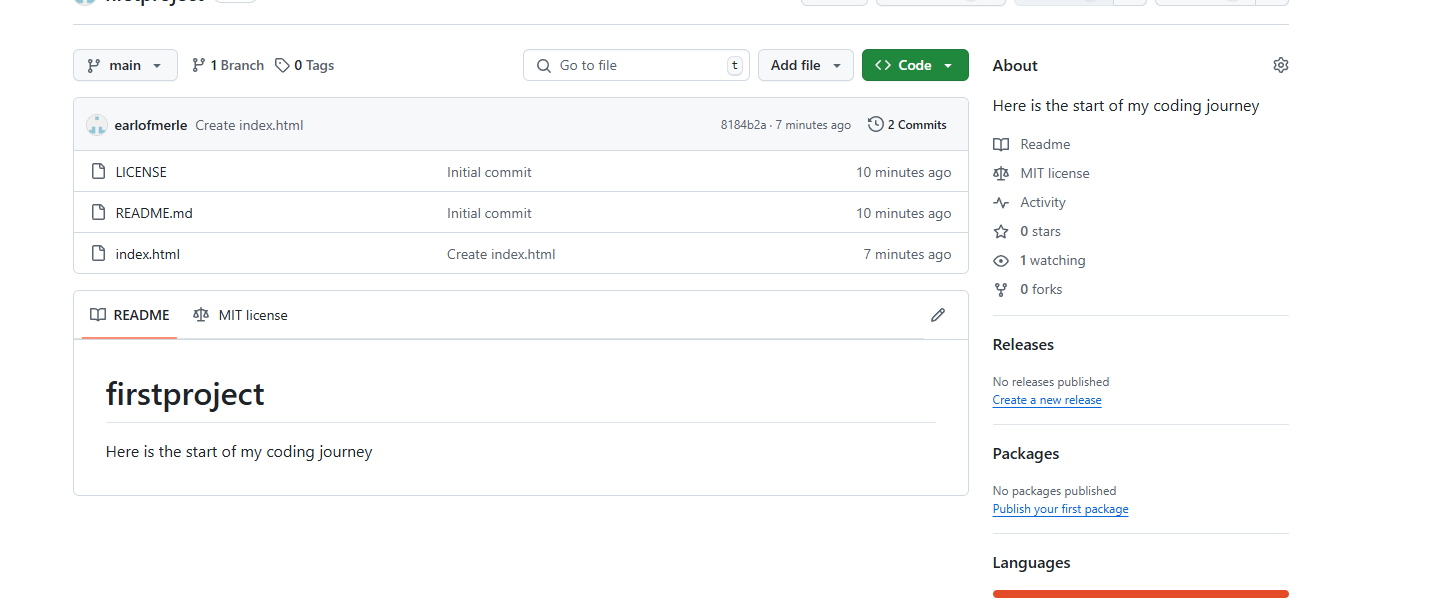 main
1 Branch
0 Tags
Go to file
t
Add file
Code
earlofmerle Create index.html
8184b2a · 7 minutes ago
2 Commits
LICENSE Initial commit 10 minutes ago
README.md Initial commit 10 minutes ago
index.html Create index.html 7 minutes ago
README
MIT license
firstproject
Here is the start of my coding journey
About
Here is the start of my coding journey
Readme
MIT license
Activity
0 stars
1 watching
0 forks
Releases
No releases published
Create a new release
Packages
No packages published
Publish your first package
Languages